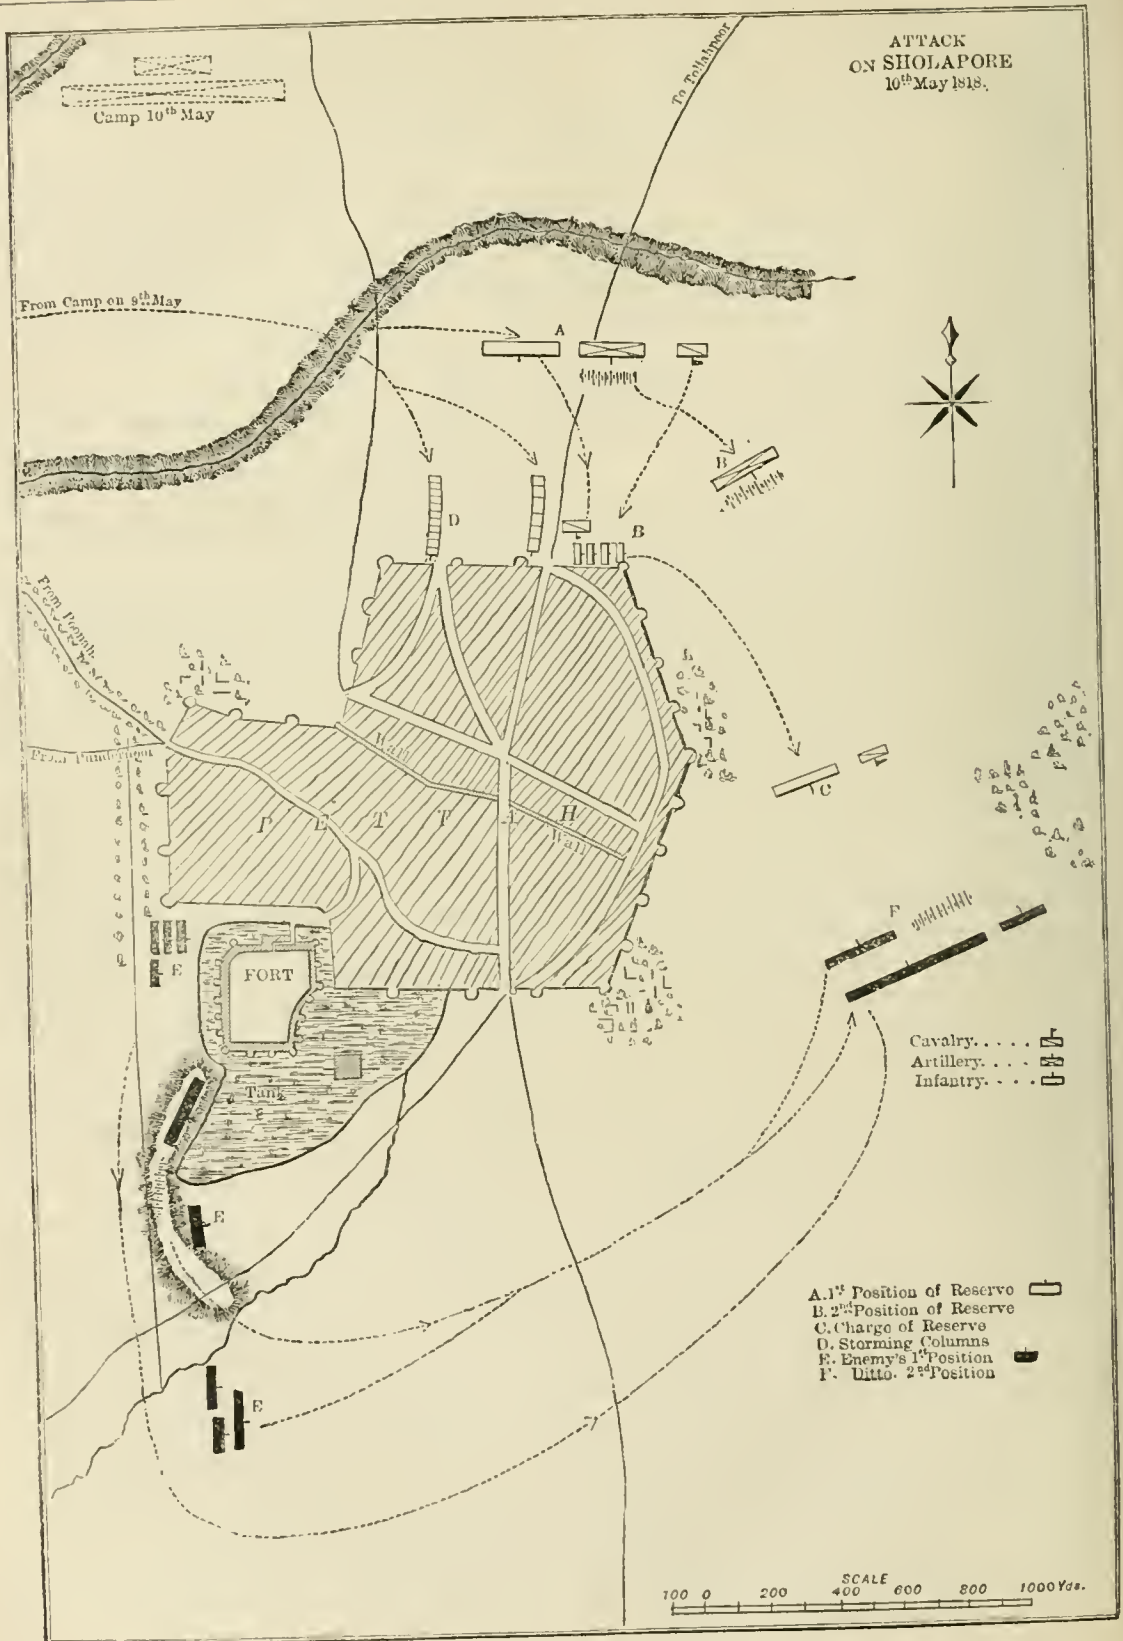 ATTACK
ON SHOLAPORE
10th May 1818.
To Tollahpoor
Camp 10th May
From Camp on 9th May
A
B
D
B
From Poonah
From Punderpoor
Wall
P E T T A H
Wall
C
F
E
FORT
Tank
E
E
Cavalry.....
Artillery....
Infantry....
A. 1st Position of Reserve
B. 2nd Position of Reserve
C. Charge of Reserve
D. Storming Columns
E. Enemy's 1st Position
F. Ditto. 2nd Position
SCALE
100 0 200 400 600 800 1000 Yds.